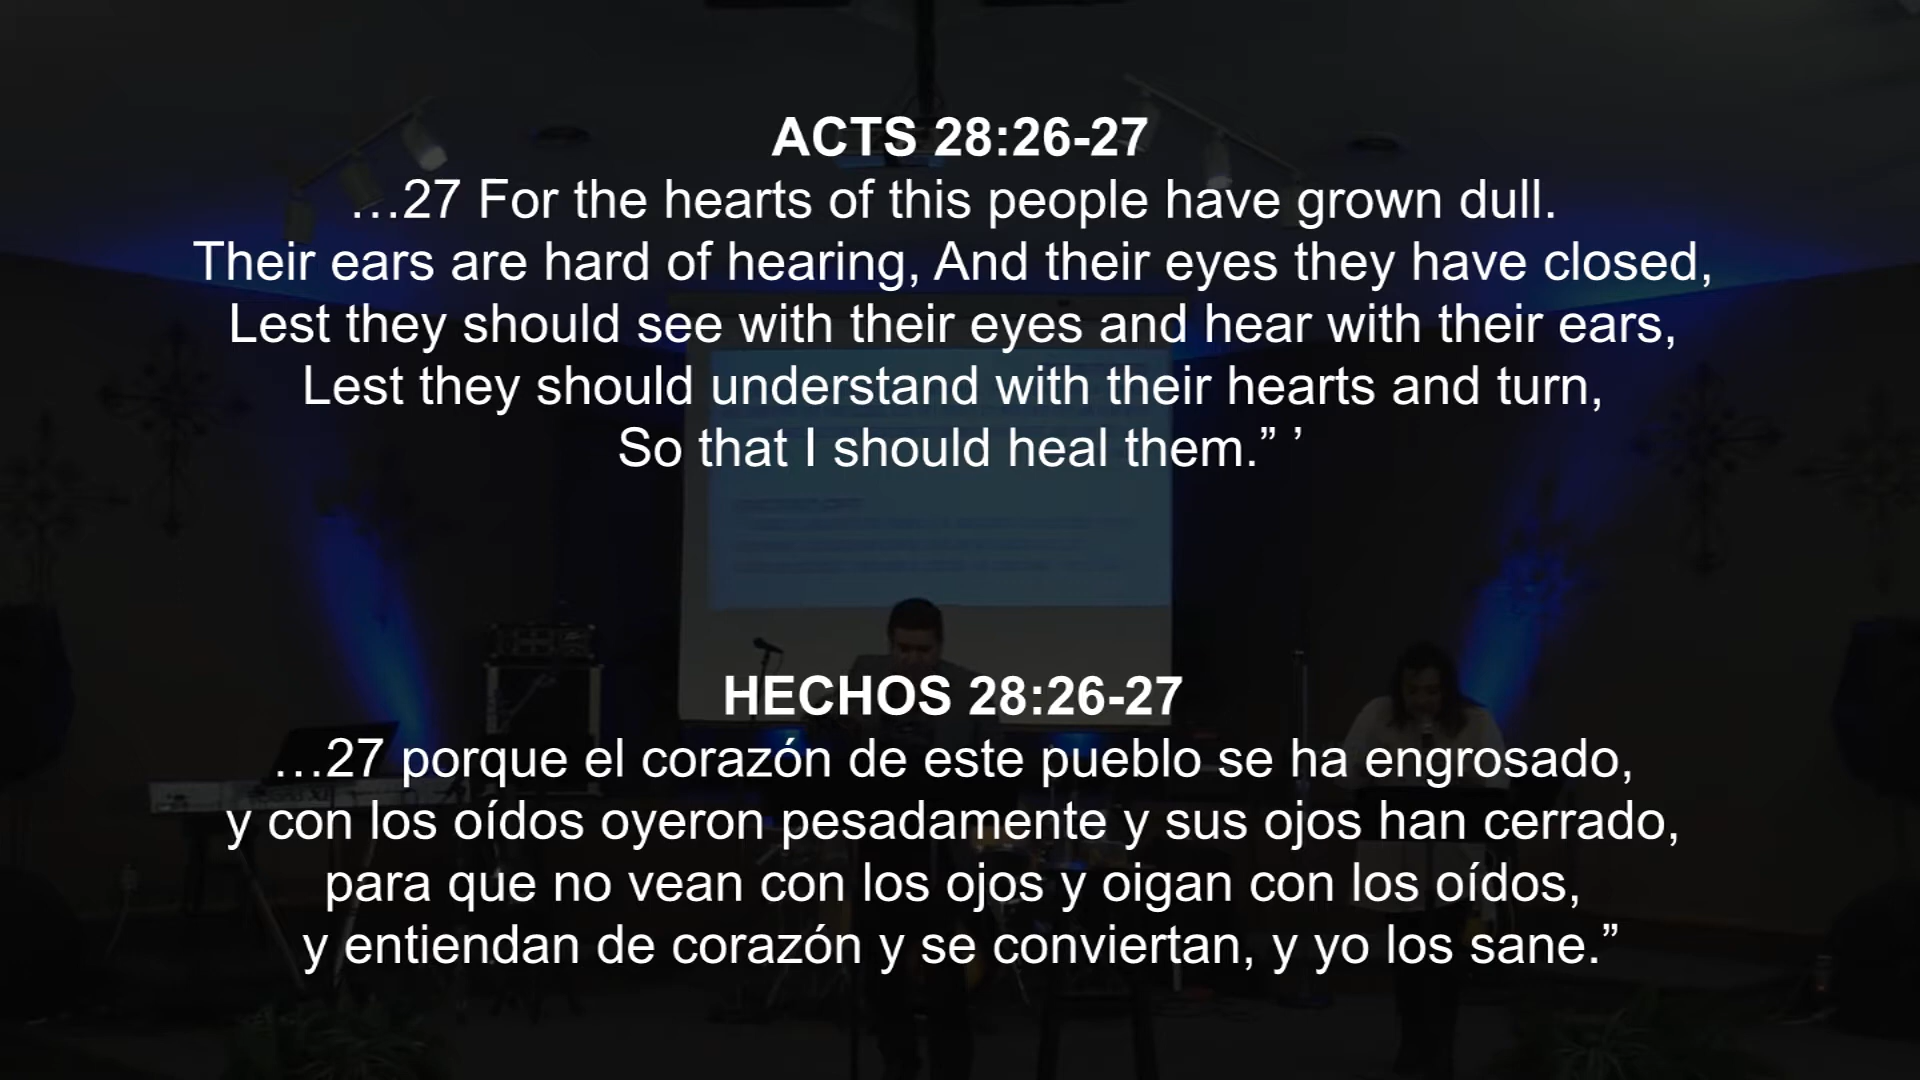 ACTS 28:26-27
…27 For the hearts of this people have grown dull.
Their ears are hard of hearing, And their eyes they have closed,
Lest they should see with their eyes and hear with their ears,
Lest they should understand with their hearts and turn,
So that I should heal them.” ’
HECHOS 28:26-27
…27 porque el corazón de este pueblo se ha engrosado,
y con los oídos oyeron pesadamente y sus ojos han cerrado,
para que no vean con los ojos y oigan con los oídos,
y entiendan de corazón y se conviertan, y yo los sane.”